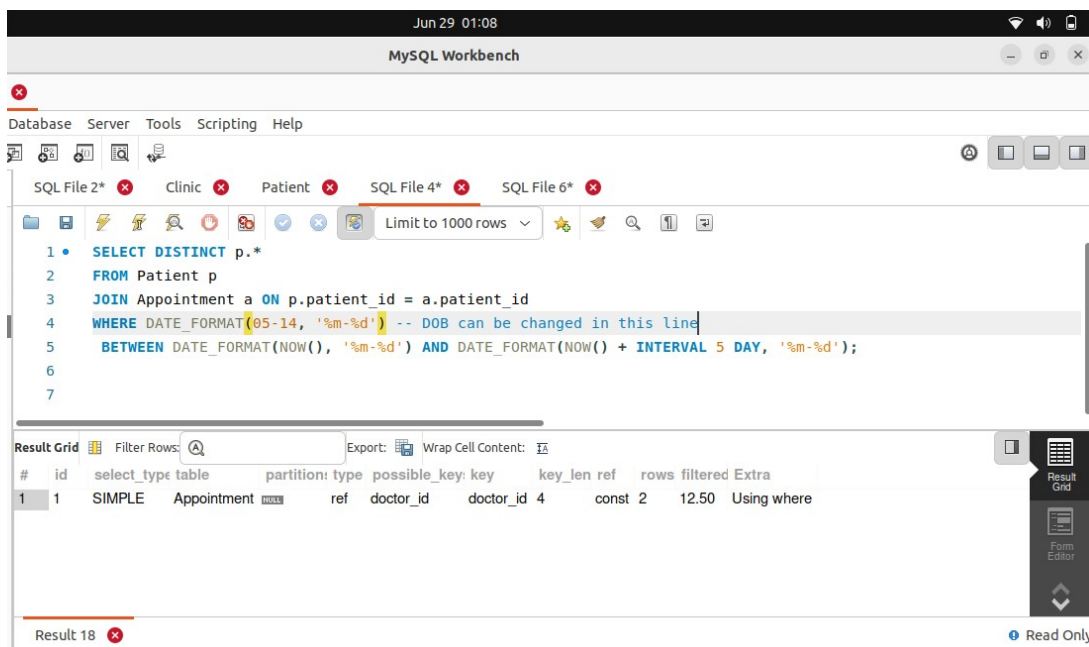 Jun 29 01:08
MySQL Workbench
Database Server Tools Scripting Help
SQL File 2* Clinic Patient SQL File 4* SQL File 6*
Limit to 1000 rows
1 SELECT DISTINCT p.*
2 FROM Patient p
3 JOIN Appointment a ON p.patient_id = a.patient_id
4 WHERE DATE_FORMAT(05-14, '%m-%d') -- DOB can be changed in this line
5 BETWEEN DATE_FORMAT(NOW(), '%m-%d') AND DATE_FORMAT(NOW() + INTERVAL 5 DAY, '%m-%d');
6
7
Result Grid Filter Rows: Export: Wrap Cell Content:
# id select_type table partitions type possible_key key key_len ref rows filtered Extra
1 1 SIMPLE Appointment NULL ref doctor_id doctor_id 4 const 2 12.50 Using where
Result Grid
Form Editor
Result 18 Read Only